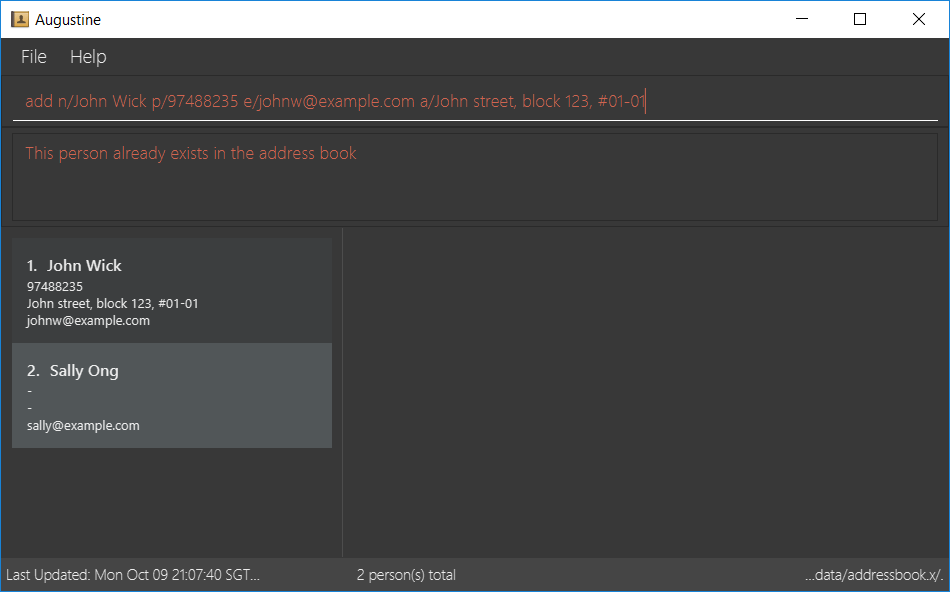 Augustine
File Help
add n/John Wick p/97488235 e/johnw@example.com a/John street, block 123, #01-01
This person already exists in the address book
1. John Wick
97488235
John street, block 123, #01-01
johnw@example.com
2. Sally Ong
-
-
sally@example.com
Last Updated: Mon Oct 09 21:07:40 SGT... 2 person(s) total ...data/addressbook.x/.